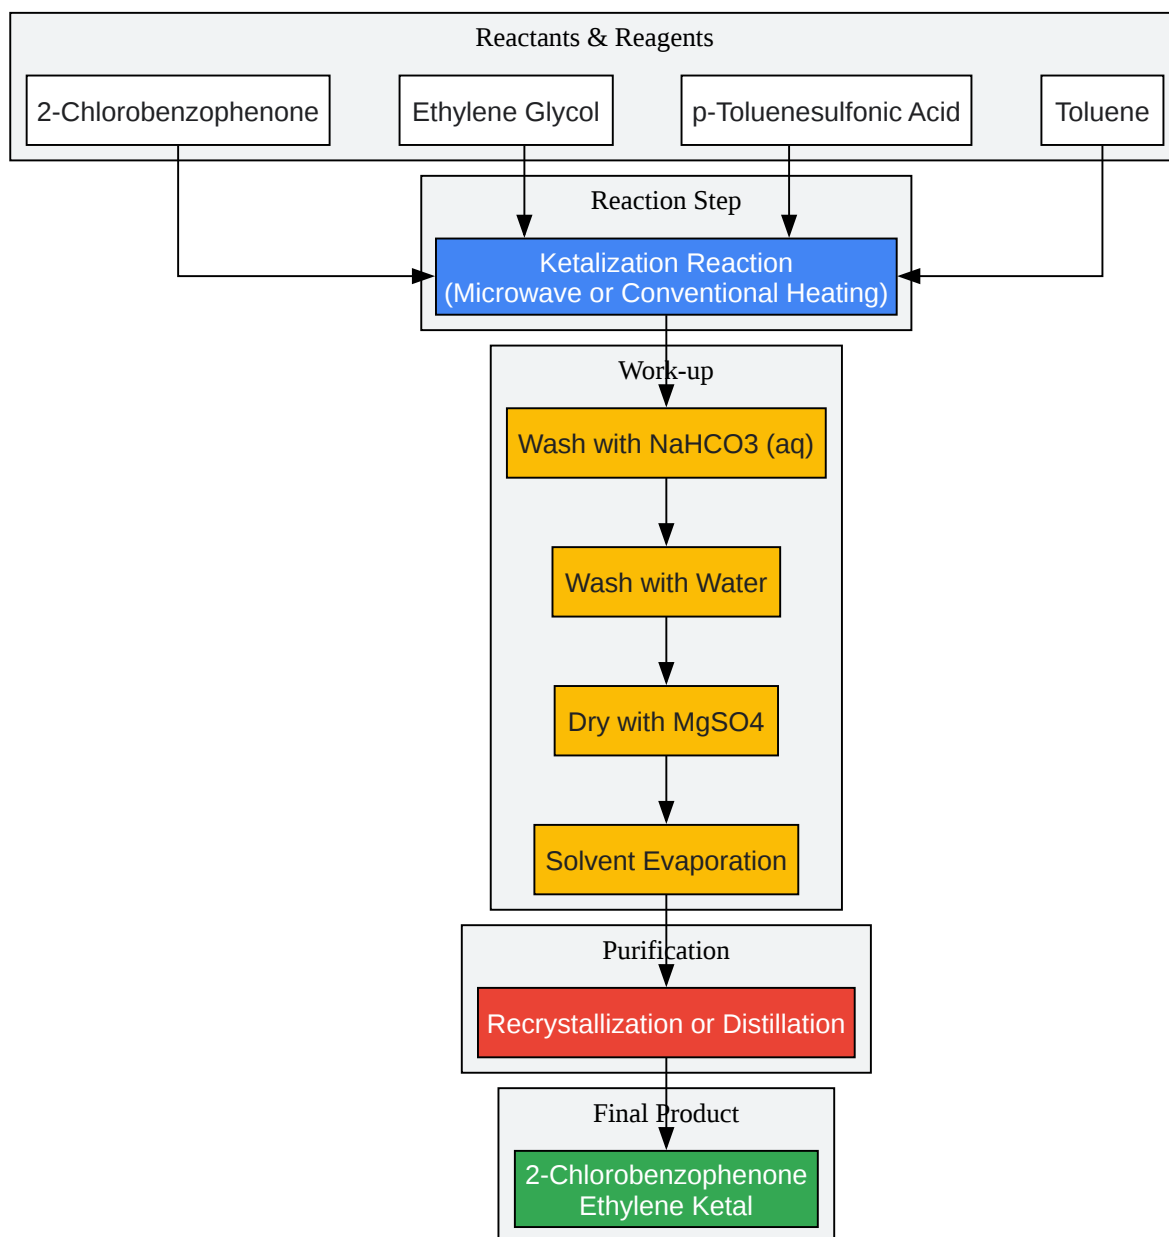 Reactants & Reagents
2-Chlorobenzophenone
Ethylene Glycol
p-Toluenesulfonic Acid
Toluene
Reaction Step
Ketalization Reaction
(Microwave or Conventional Heating)
Work-up
Wash with NaHCO3 (aq)
Wash with Water
Dry with MgSO4
Solvent Evaporation
Purification
Recrystallization or Distillation
Final Product
2-Chlorobenzophenone
Ethylene Ketal